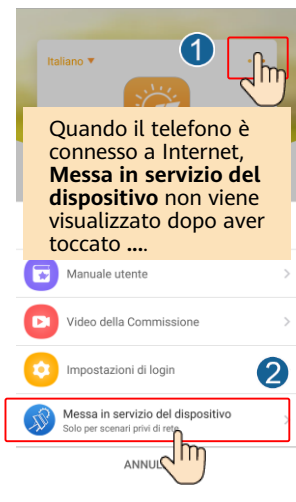 Italiano ▼
1
Quando il telefono è
connesso a Internet,
Messa in servizio del
dispositivo non viene
visualizzato dopo aver
toccato ....
Manuale utente
Video della Commissione
Impostazioni di login
2
Messa in servizio del dispositivo
Solo per scenari privi di rete
ANNUL